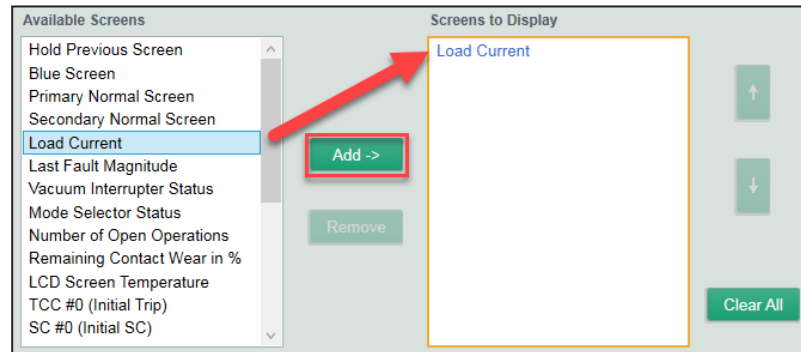 Available Screens
Hold Previous Screen
Blue Screen
Primary Normal Screen
Secondary Normal Screen
Load Current
Last Fault Magnitude
Vacuum Interrupter Status
Mode Selector Status
Number of Open Operations
Remaining Contact Wear in %
LCD Screen Temperature
TCC #0 (Initial Trip)
SC #0 (Initial SC)
Add ->
Remove
Screens to Display
Load Current
Clear All